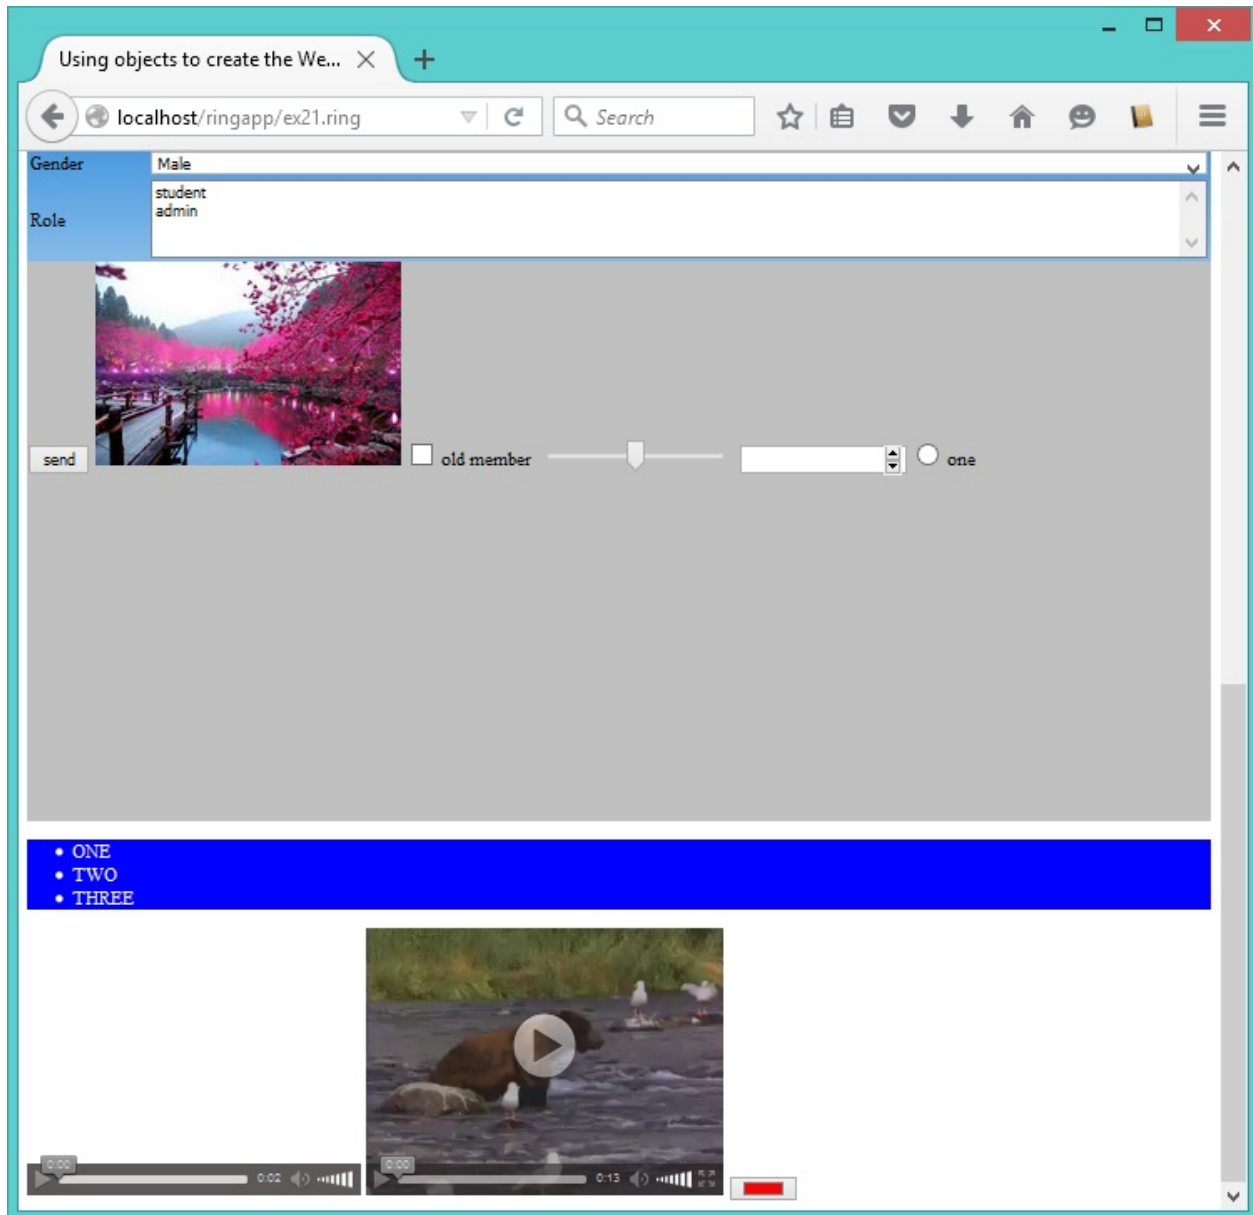 Using objects to create the We...
localhost/ringapp/ex21.ring
Search
Gender
Male
Role
student
admin
send
old member
one
ONE
TWO
THREE
0:00
0:02
0:00
0:13